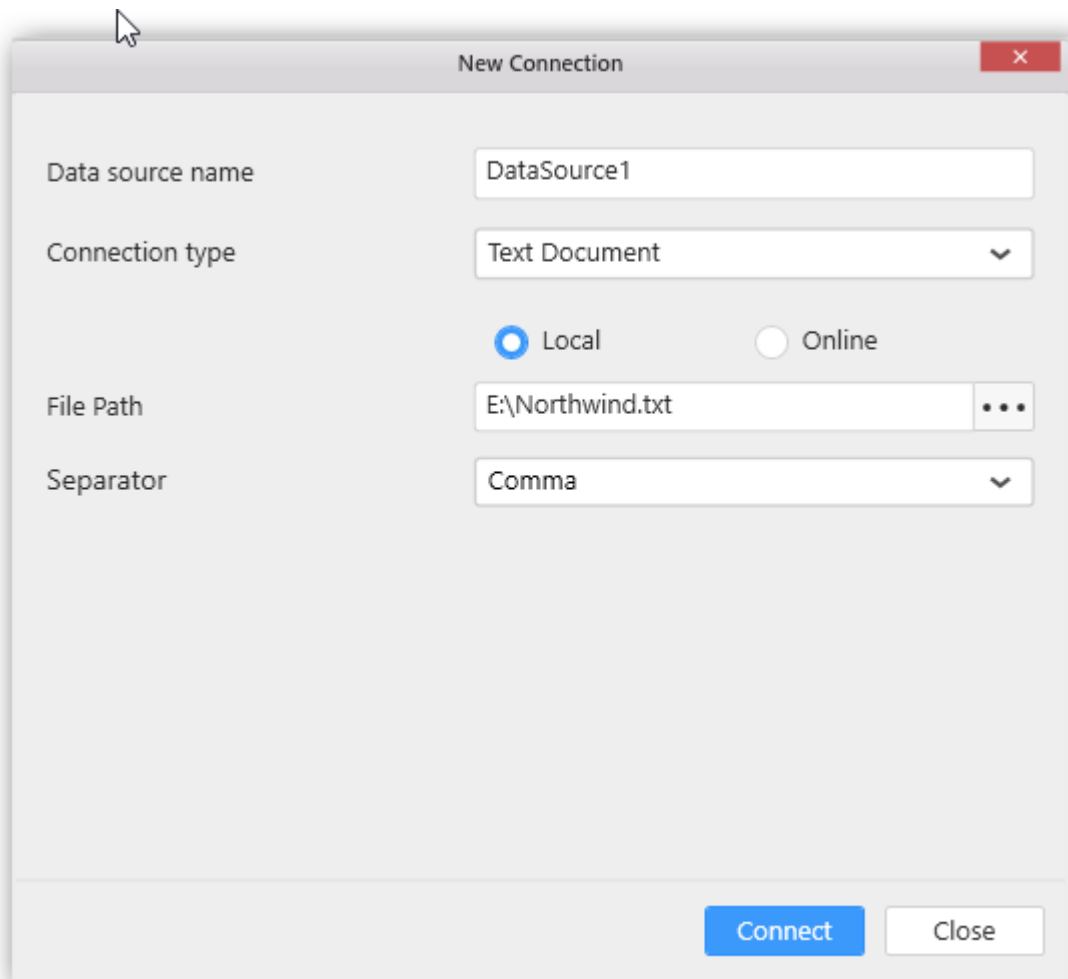 New Connection
Data source name DataSource1
Connection type Text Document
Local Online
File Path E:\Northwind.txt
Separator Comma
Connect Close